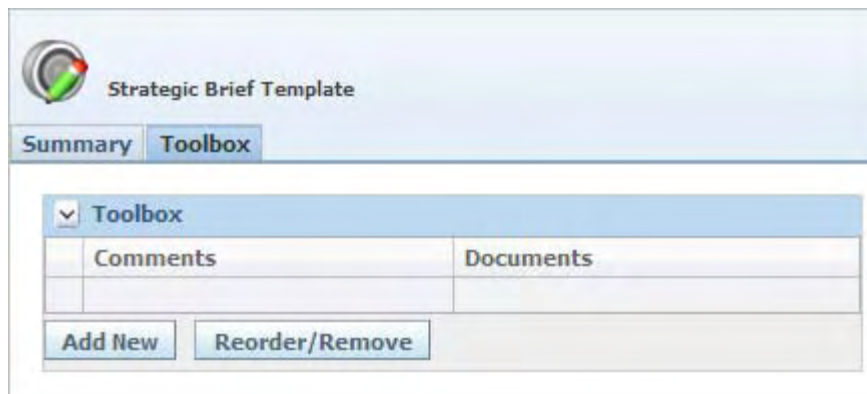 Strategic Brief Template
Summary Toolbox
Toolbox
Comments Documents
Add New Reorder/Remove